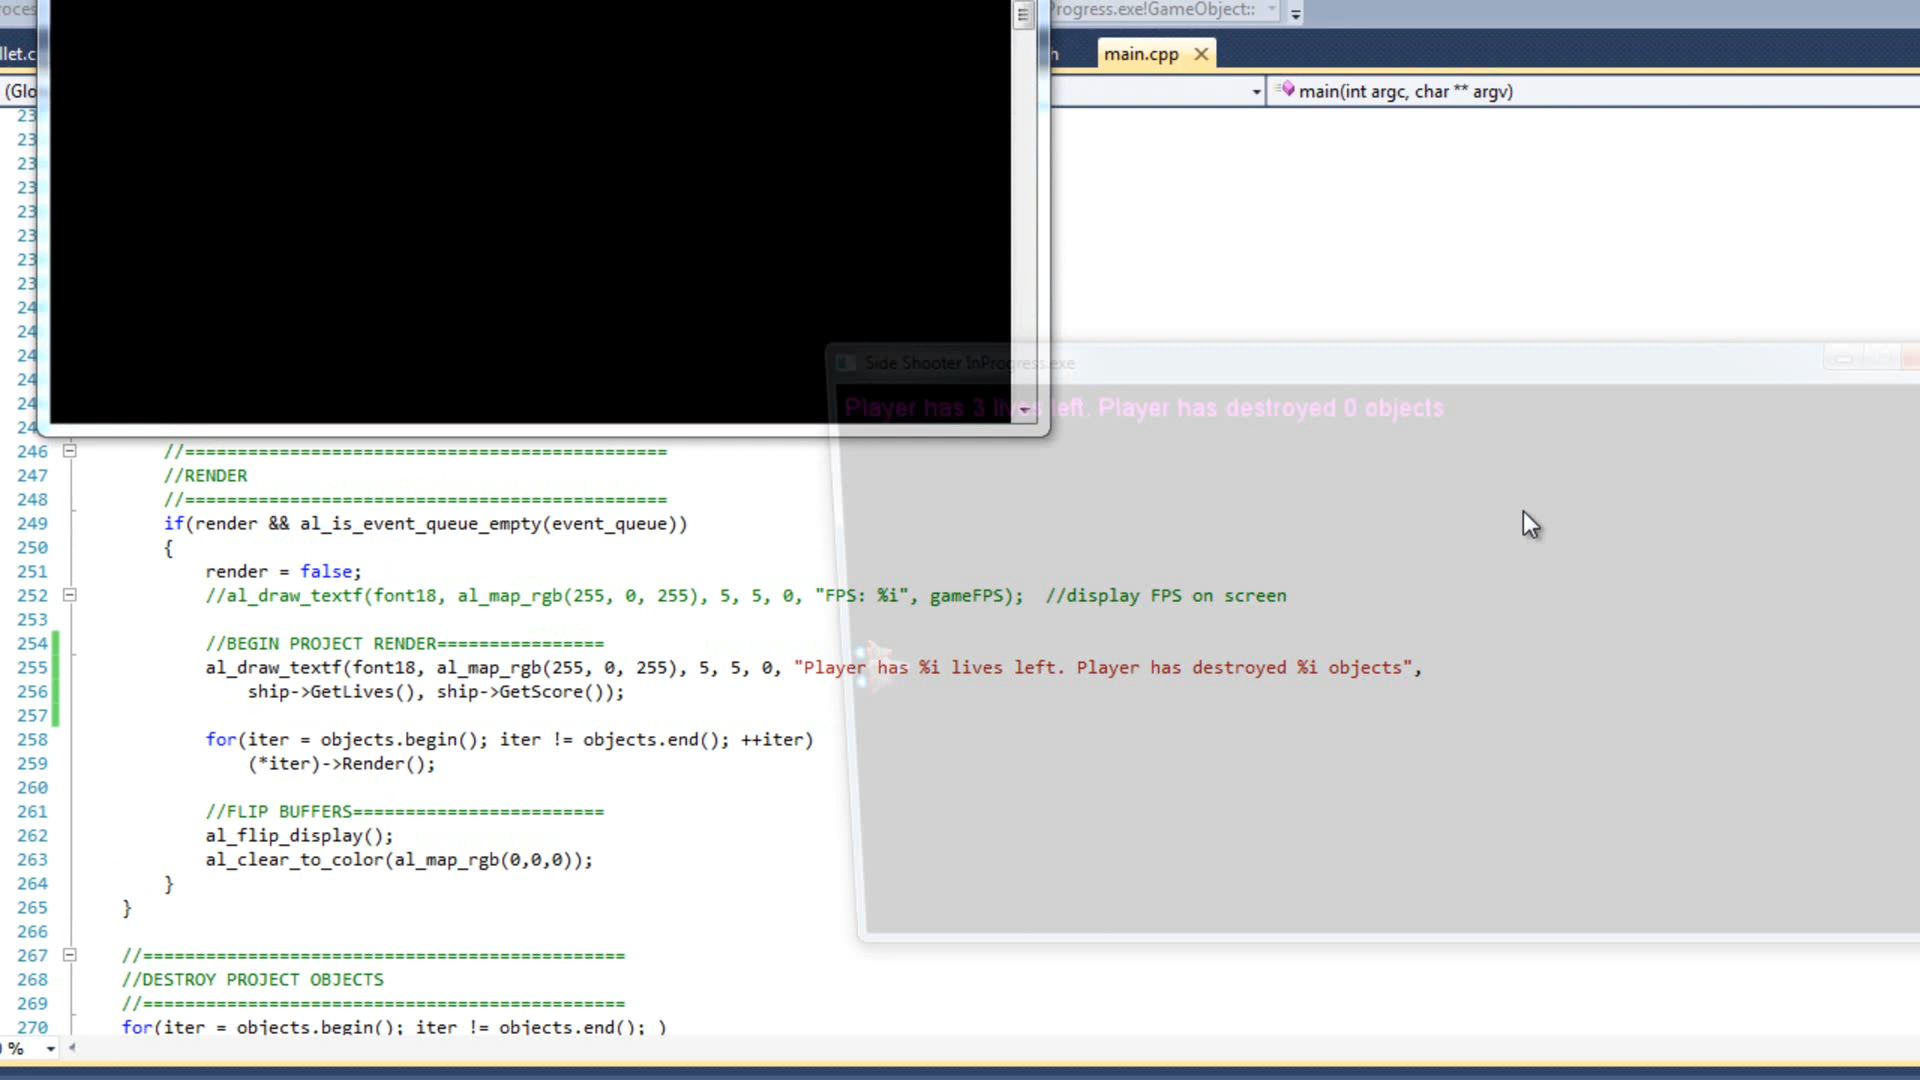 Progress.exe!GameObject::
main.cpp
main(int argc, char ** argv)
(Glo
Side Shooter InProgress.exe
Player has 3 lives left. Player has destroyed 0 objects
246 //==============================================
247 //RENDER
248 //==============================================
249 if(render && al_is_event_queue_empty(event_queue))
250 {
251 render = false;
252 //al_draw_textf(font18, al_map_rgb(255, 0, 255), 5, 5, 0, "FPS: %i", gameFPS); //display FPS on screen
253
254 //BEGIN PROJECT RENDER================
255 al_draw_textf(font18, al_map_rgb(255, 0, 255), 5, 5, 0, "Player has %i lives left. Player has destroyed %i objects",
256 ship->GetLives(), ship->GetScore());
257
258 for(iter = objects.begin(); iter != objects.end(); ++iter)
259 (*iter)->Render();
260
261 //FLIP BUFFERS========================
262 al_flip_display();
263 al_clear_to_color(al_map_rgb(0,0,0));
264 }
265 }
266
267 //==============================================
268 //DESTROY PROJECT OBJECTS
269 //==============================================
270 for(iter = objects.begin(); iter != objects.end(); )
%